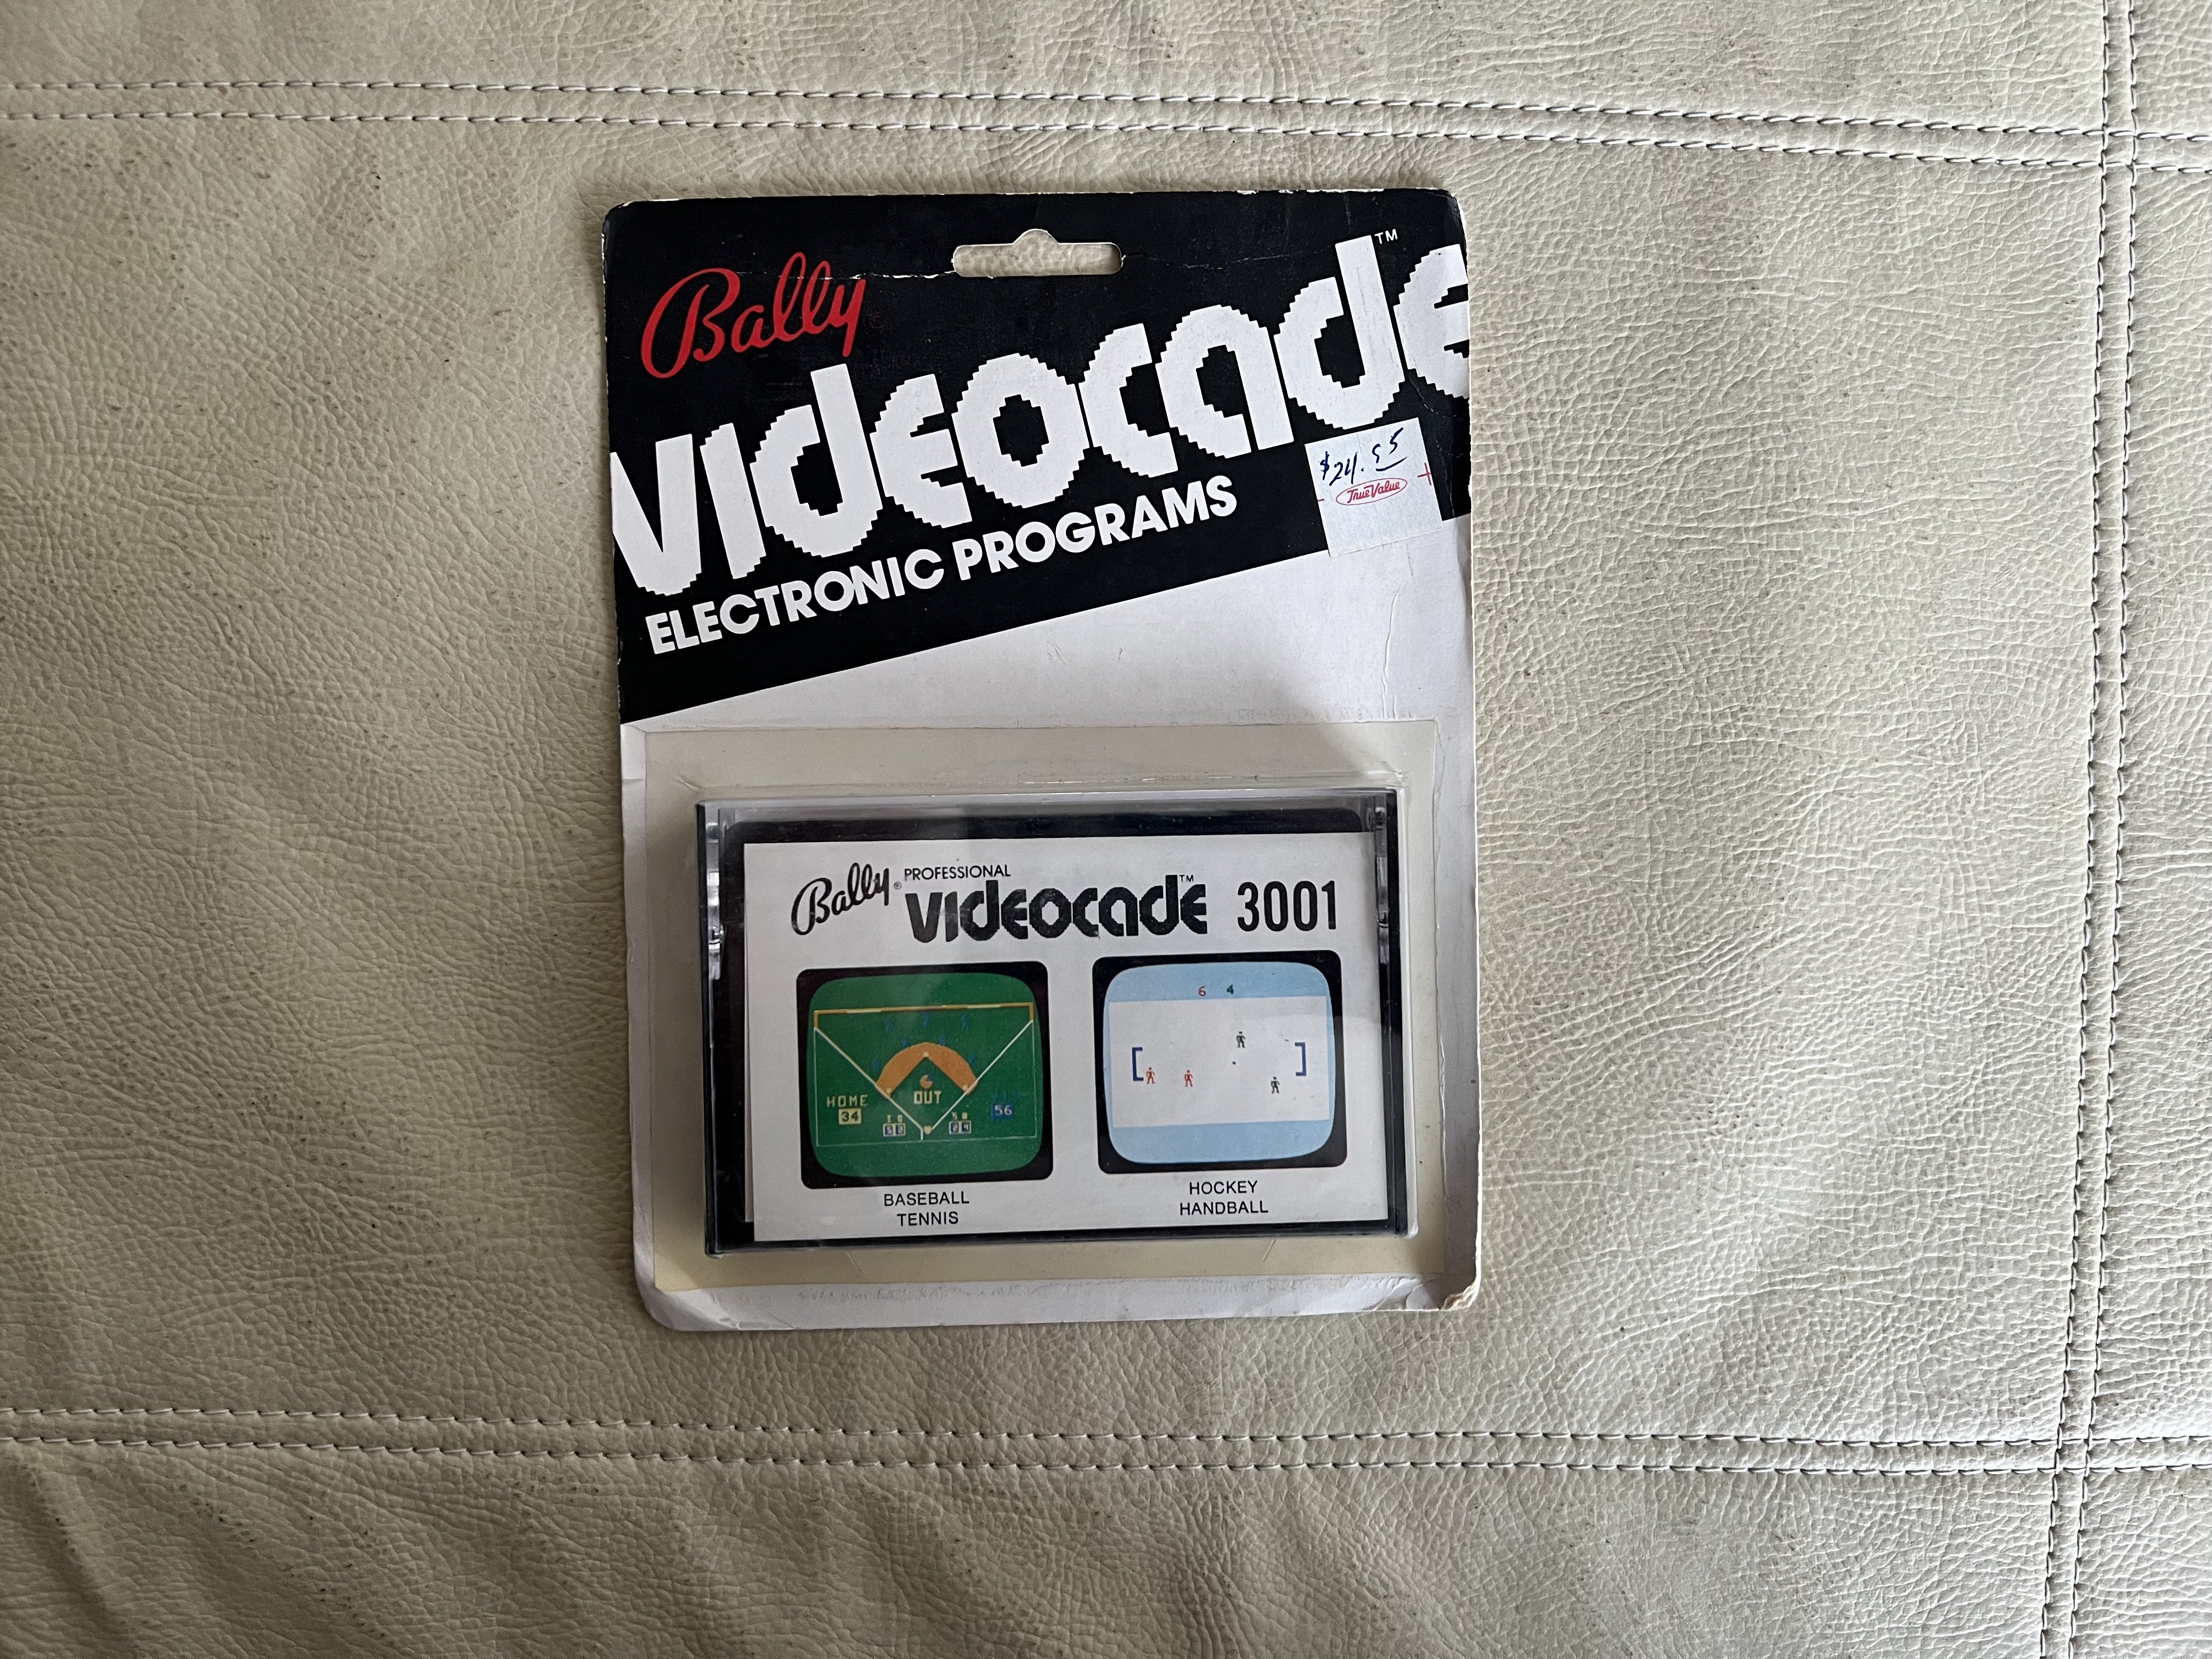 Bally
VIDEOCADE™
ELECTRONIC PROGRAMS
$24.95
True Value
Bally® PROFESSIONAL
VIDEOCADE™ 3001
6 4
HOME
34
OUT
56
BASEBALL
TENNIS
HOCKEY
HANDBALL